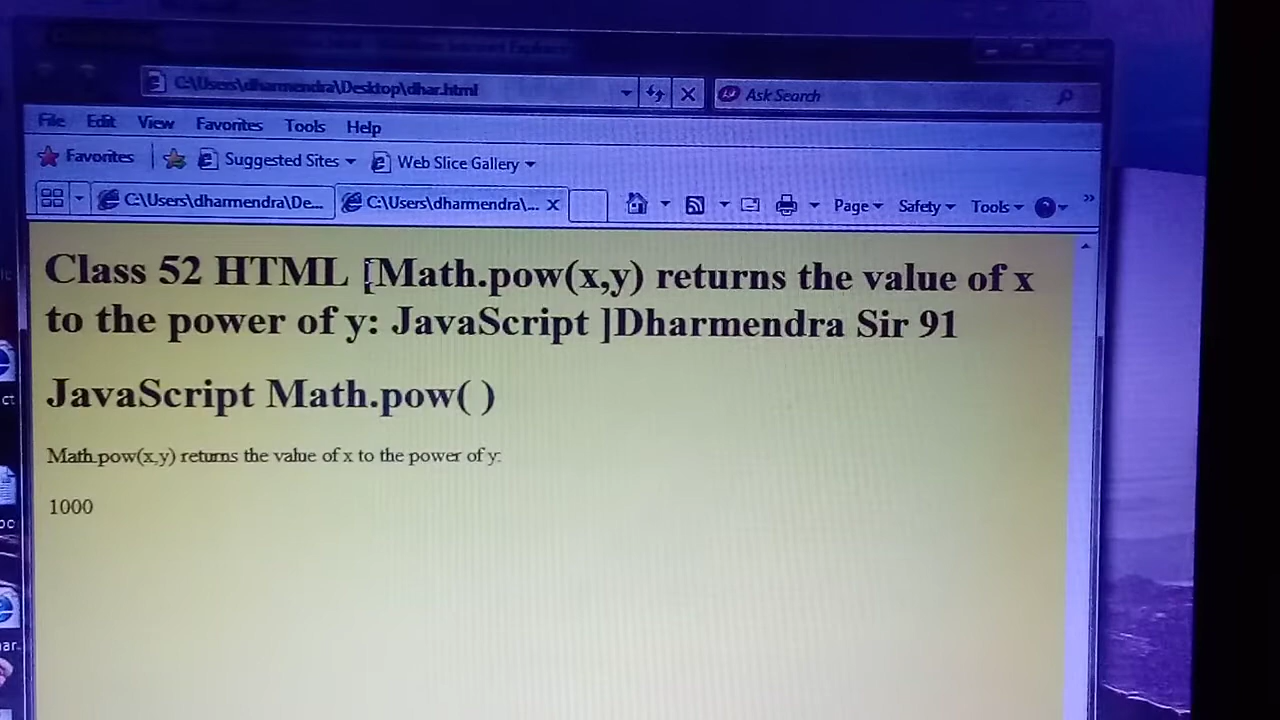 C:\Users\dharmendra\Desktop\dhar.html
Ask Search
File Edit View Favorites Tools Help
Favorites Suggested Sites Web Slice Gallery
C:\Users\dharmendra\De... C:\Users\dharmendra\... X Page Safety Tools »
Class 52 HTML [Math.pow(x,y) returns the value of x
to the power of y: JavaScript ]Dharmendra Sir 91
JavaScript Math.pow( )
Math.pow(x,y) returns the value of x to the power of y:
1000